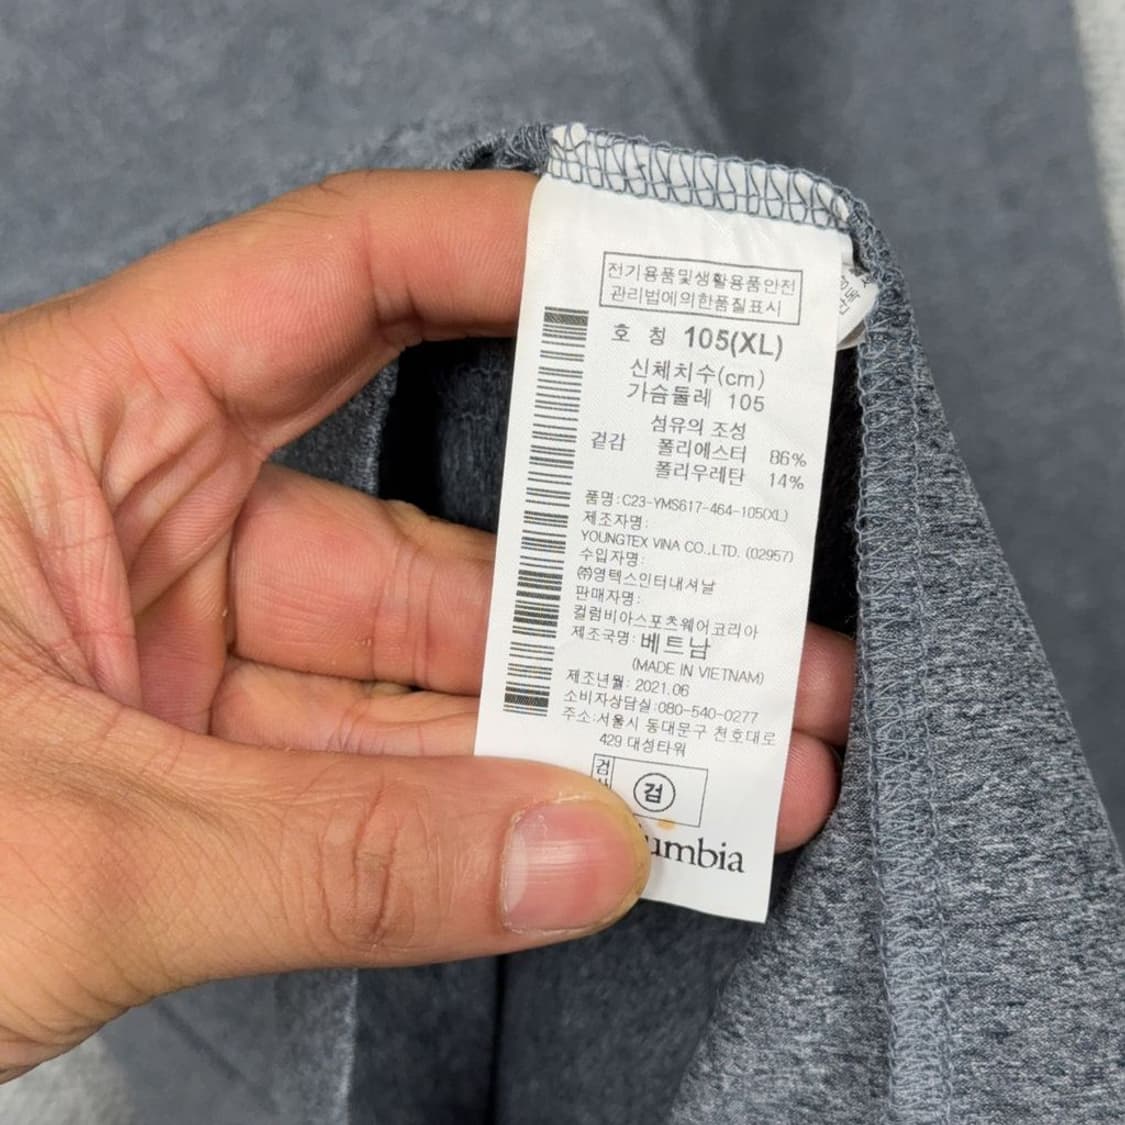 전기용품및생활용품안전
관리법에의한품질표시
호 칭 105(XL)
신체치수(cm)
가슴둘레 105
섬유의 조성
겉감 폴리에스터 86%
폴리우레탄 14%
품명:C23-YMS617-464-105(XL)
제조자명:
YOUNGTEX VINA CO.,LTD. (02957)
수입자명:
㈜영텍스인터내셔날
판매자명:
컬럼비아스포츠웨어코리아
제조국명: 베트남
(MADE IN VIETNAM)
제조년월: 2021.06
소비자상담실:080-540-0277
주소:서울시 동대문구 천호대로
429 대성타워
검
검
umbia